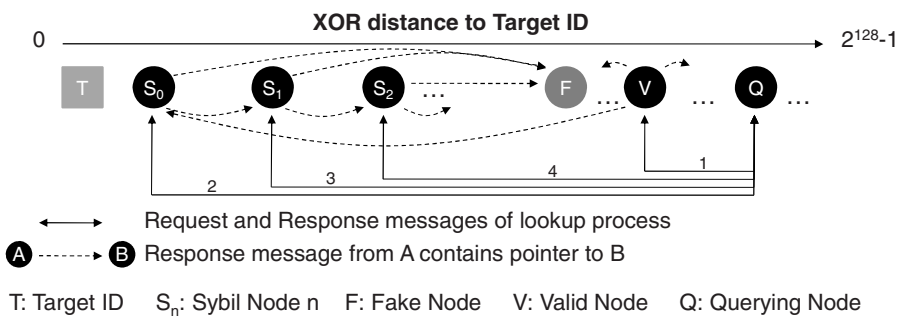 XOR distance to Target ID
0 2¹²⁸-1
T S₀ S₁ S₂ ... F ... V ... Q ...
1
4
3
2
Request and Response messages of lookup process
A B Response message from A contains pointer to B
T: Target ID Sₙ: Sybil Node n F: Fake Node V: Valid Node Q: Querying Node